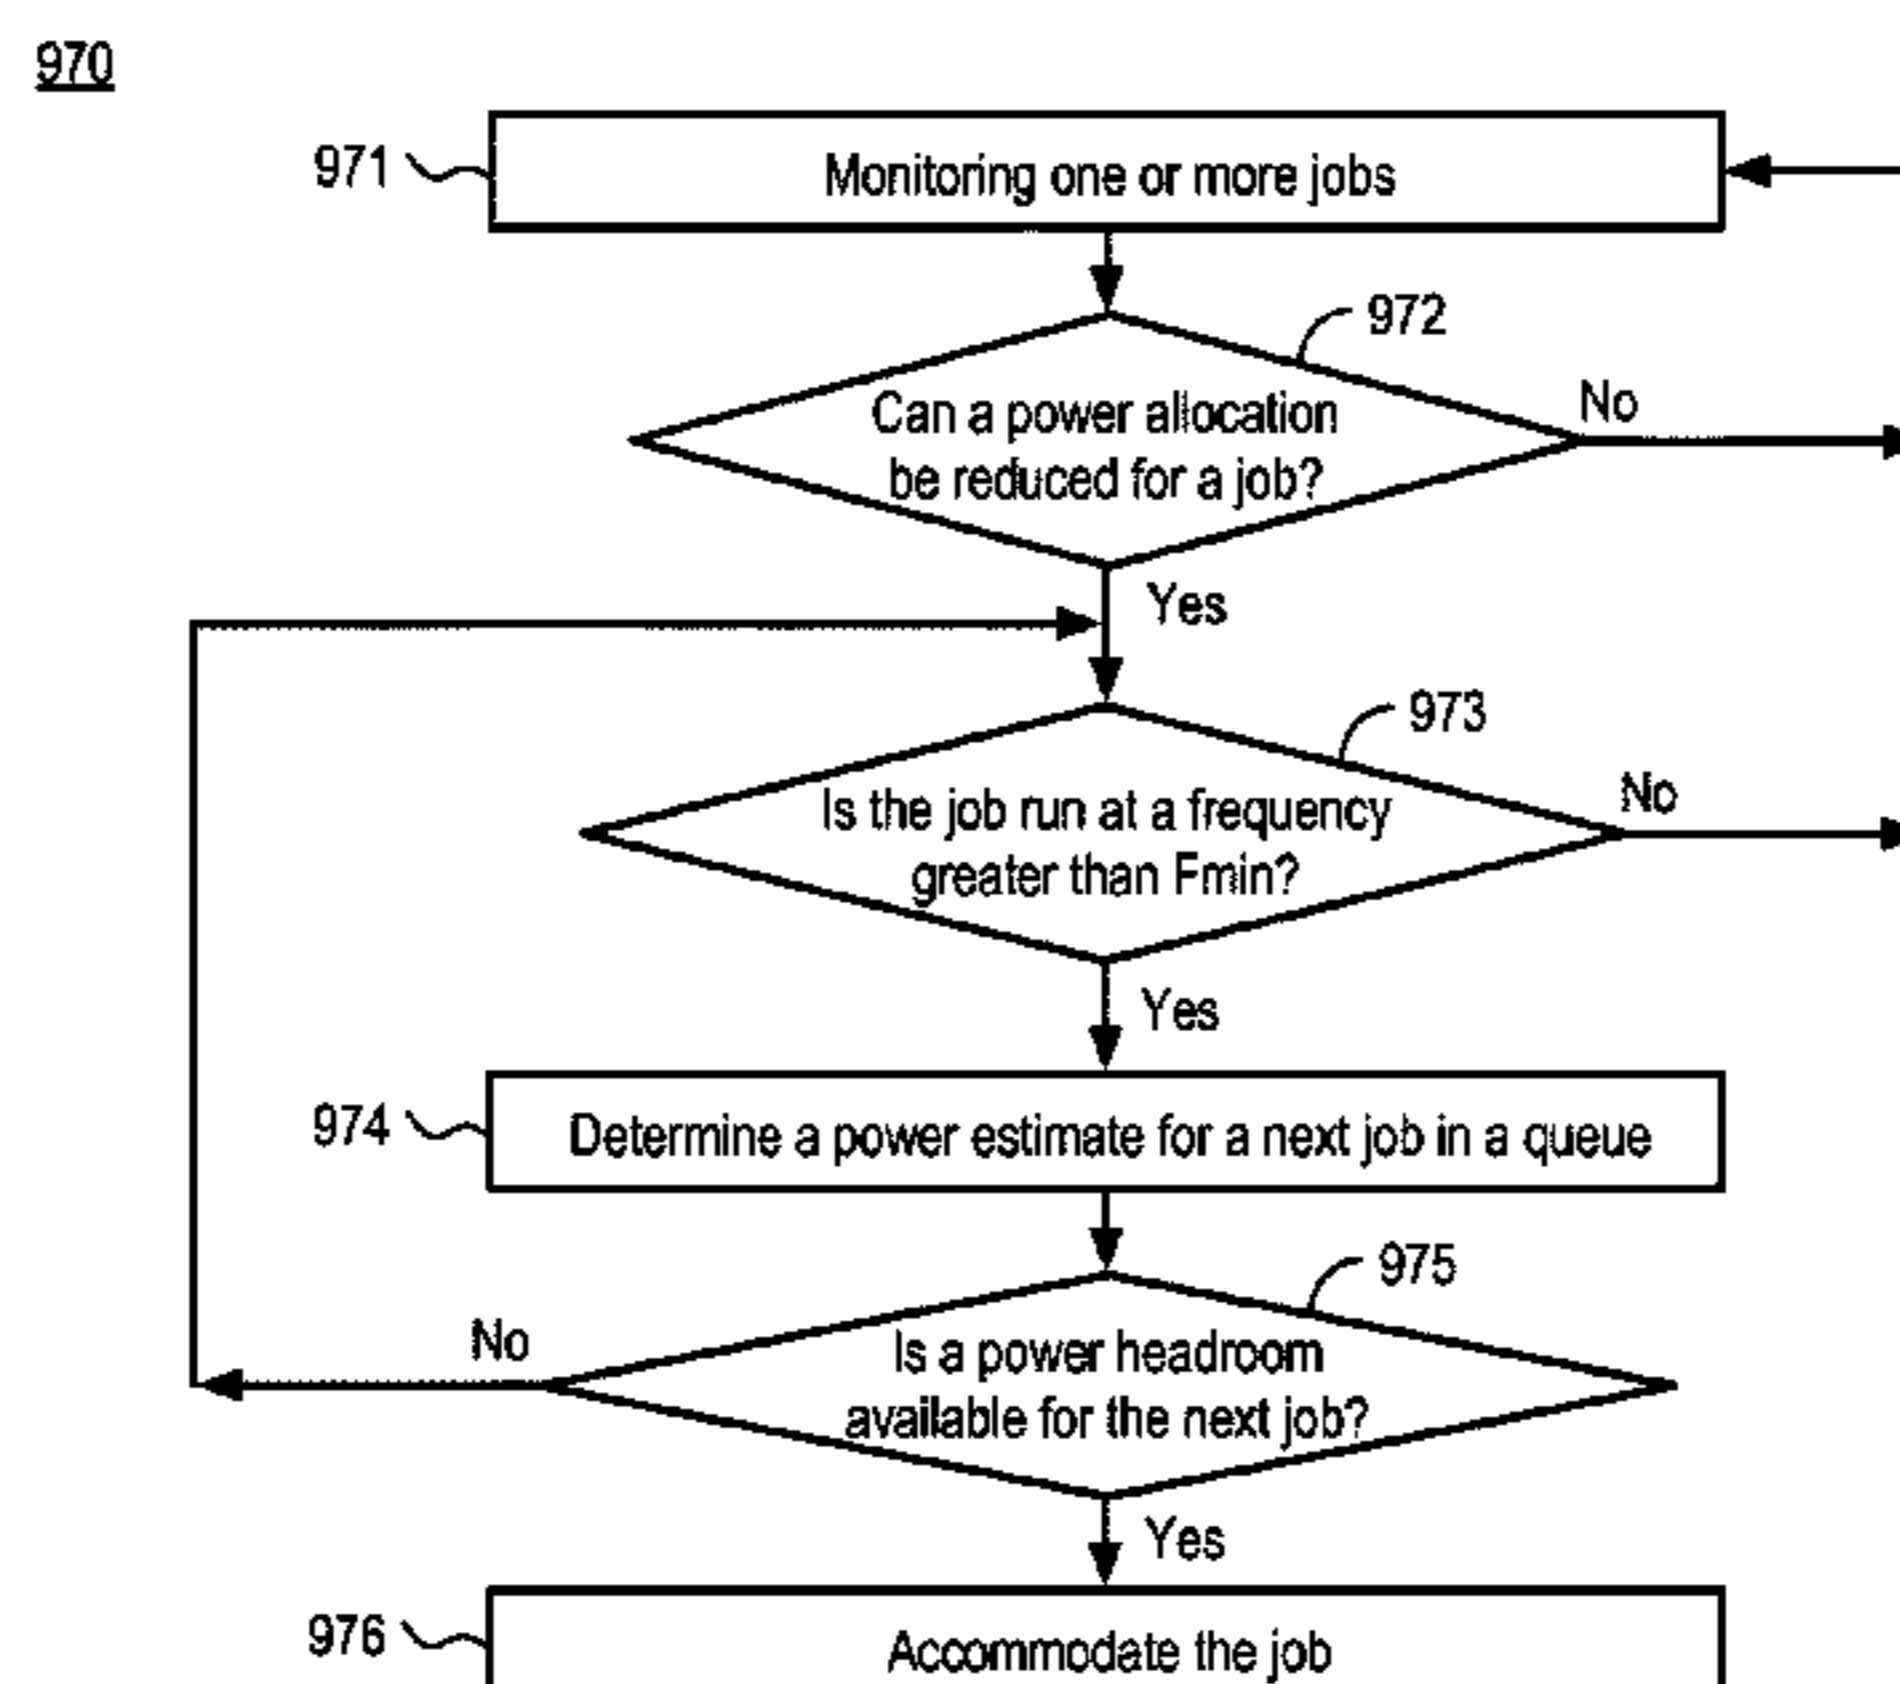 970
971
Monitoring one or more jobs
972
Can a power allocation
be reduced for a job?
No
Yes
973
Is the job run at a frequency
greater than Fmin?
No
Yes
974
Determine a power estimate for a next job in a queue
975
Is a power headroom
available for the next job?
No
Yes
976
Accommodate the job